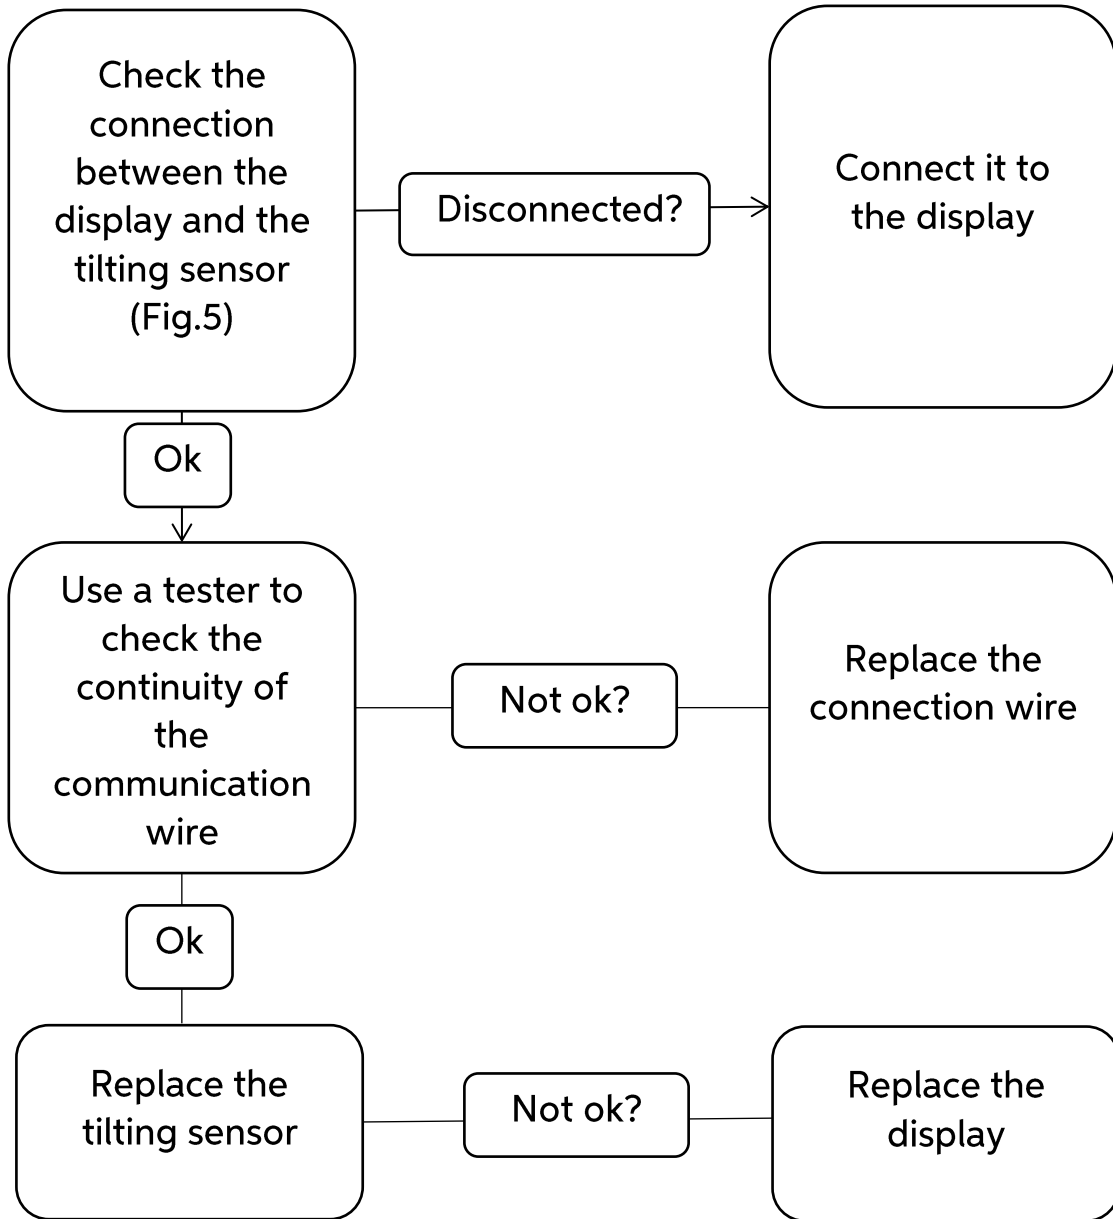 Check the
connection
between the
display and the
tilting sensor
(Fig.5)
Disconnected?
Connect it to
the display
Ok
Use a tester to
check the
continuity of
the
communication
wire
Not ok?
Replace the
connection wire
Ok
Replace the
tilting sensor
Not ok?
Replace the
display